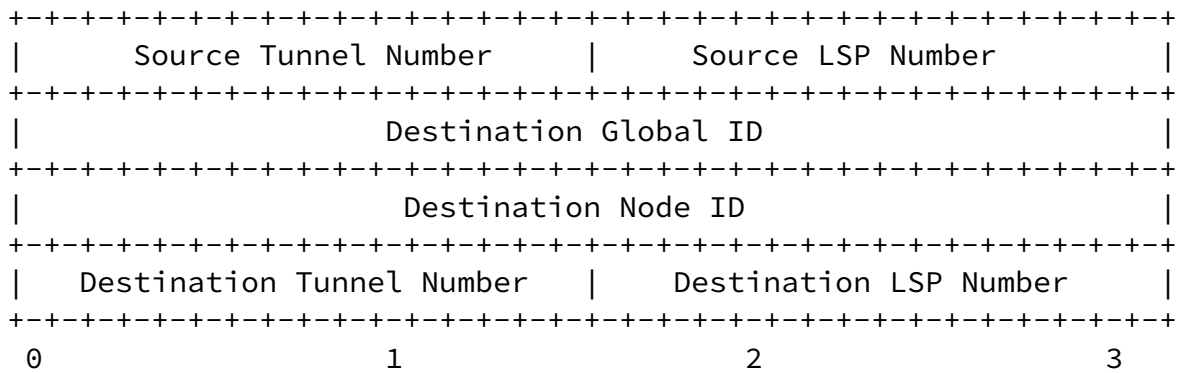 +-+-+-+-+-+-+-+-+-+-+-+-+-+-+-+-+-+-+-+-+-+-+-+-+-+-+-+-+-+-+-+-+
|      Source Tunnel Number     |     Source LSP Number         |
+-+-+-+-+-+-+-+-+-+-+-+-+-+-+-+-+-+-+-+-+-+-+-+-+-+-+-+-+-+-+-+-+
|                    Destination Global ID                      |
+-+-+-+-+-+-+-+-+-+-+-+-+-+-+-+-+-+-+-+-+-+-+-+-+-+-+-+-+-+-+-+-+
|                     Destination Node ID                       |
+-+-+-+-+-+-+-+-+-+-+-+-+-+-+-+-+-+-+-+-+-+-+-+-+-+-+-+-+-+-+-+-+
|   Destination Tunnel Number   |    Destination LSP Number     |
+-+-+-+-+-+-+-+-+-+-+-+-+-+-+-+-+-+-+-+-+-+-+-+-+-+-+-+-+-+-+-+-+
 0                   1                   2                   3